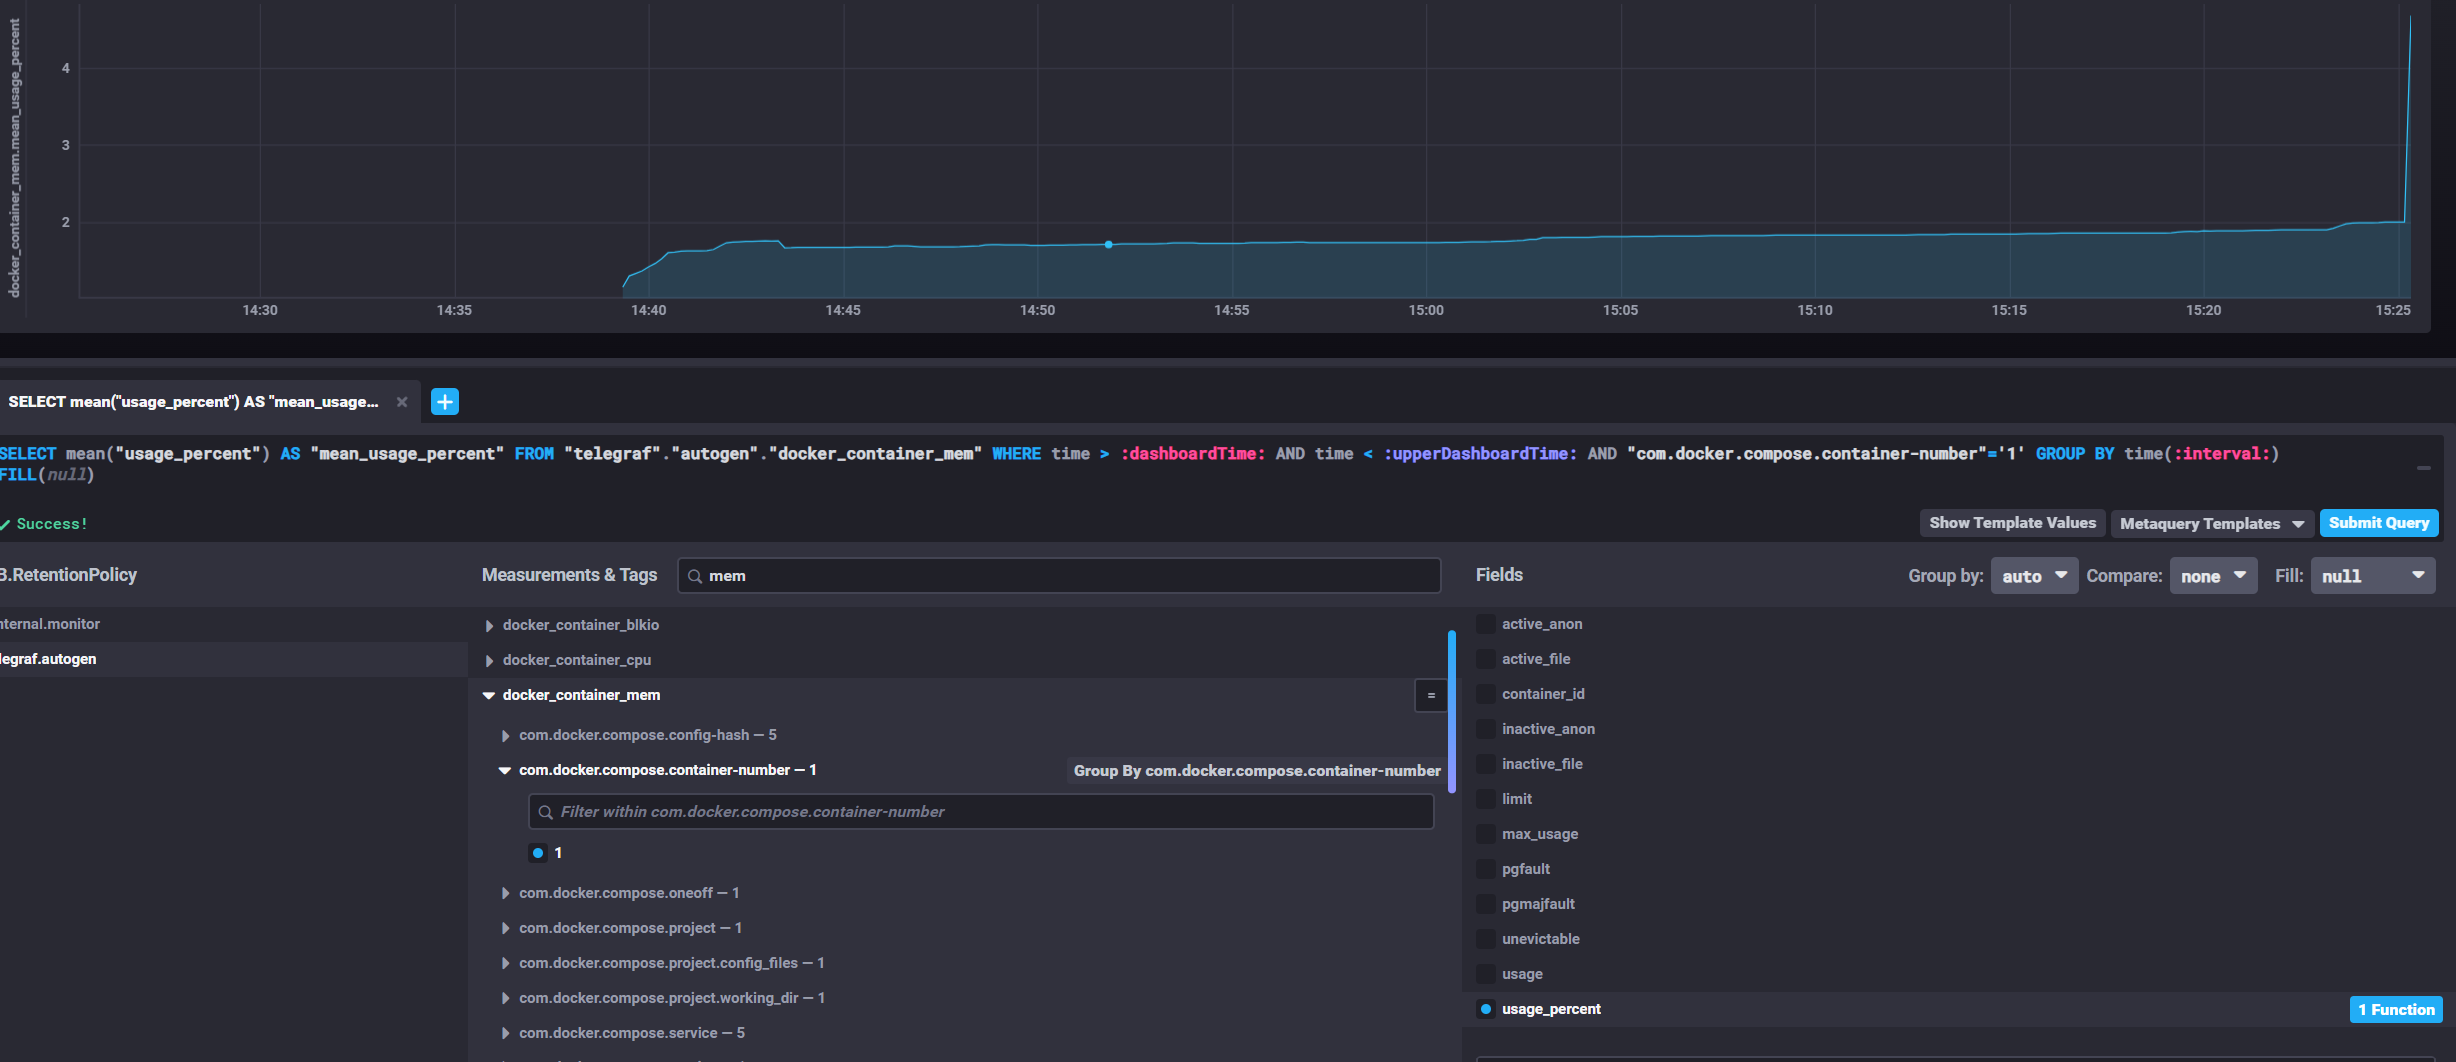 docker_container_mem.mean_usage_percent
4
3
2
14:30 14:35 14:40 14:45 14:50 14:55 15:00 15:05 15:10 15:15 15:20 15:25
SELECT mean("usage_percent") AS "mean_usage...
SELECT mean("usage_percent") AS "mean_usage_percent" FROM "telegraf"."autogen"."docker_container_mem" WHERE time > :dashboardTime: AND time < :upperDashboardTime: AND "com.docker.compose.container-number"='1' GROUP BY time(:interval:)
FILL(null)
Success!
Show Template Values Metaquery Templates Submit Query
B.RetentionPolicy
nternal.monitor
legraf.autogen
Measurements & Tags mem
docker_container_blkio
docker_container_cpu
docker_container_mem =
com.docker.compose.config-hash — 5
com.docker.compose.container-number — 1 Group By com.docker.compose.container-number
Filter within com.docker.compose.container-number
1
com.docker.compose.oneoff — 1
com.docker.compose.project — 1
com.docker.compose.project.config_files — 1
com.docker.compose.project.working_dir — 1
com.docker.compose.service — 5
Fields Group by: auto Compare: none Fill: null
active_anon
active_file
container_id
inactive_anon
inactive_file
limit
max_usage
pgfault
pgmajfault
unevictable
usage
usage_percent 1 Function